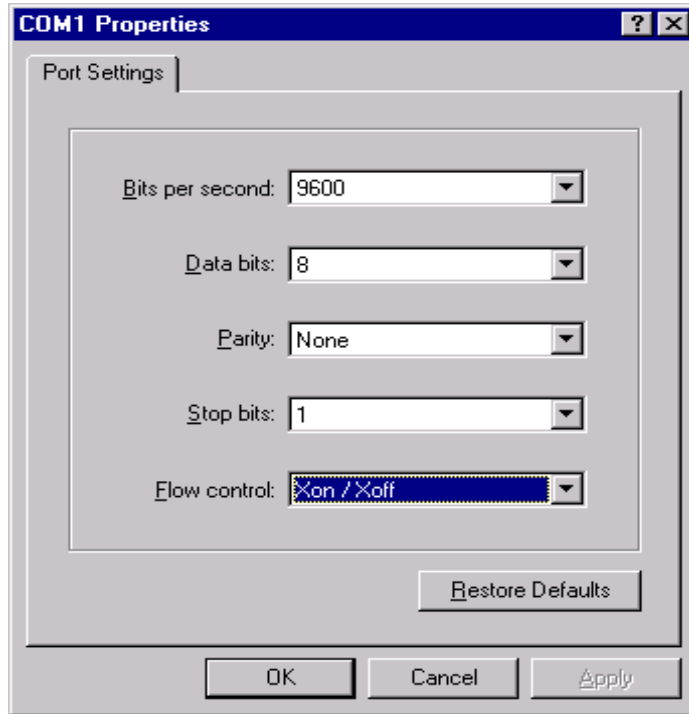 COM1 Properties
Port Settings
Bits per second: 9600
Data bits: 8
Parity: None
Stop bits: 1
Flow control: Xon / Xoff
Restore Defaults
OK Cancel Apply